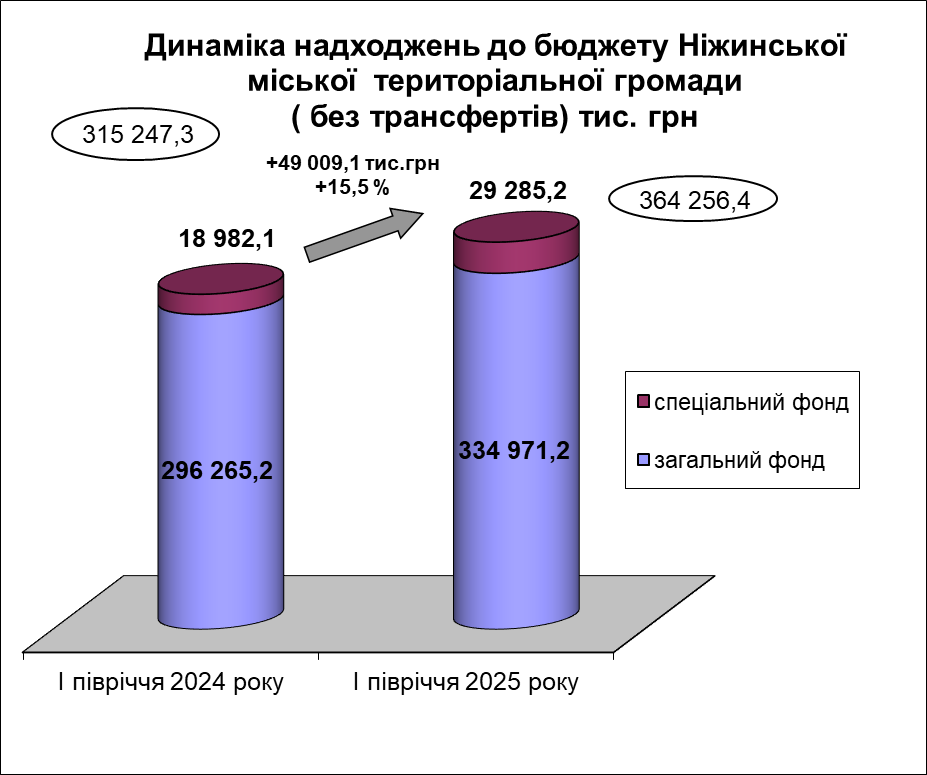 Динаміка надходжень до бюджету Ніжинської
міської територіальної громади
( без трансфертів) тис. грн
315 247,3
+49 009,1 тис.грн
+15,5 %
29 285,2
364 256,4
18 982,1
спеціальний фонд
334 971,2
загальний фонд
296 265,2
І півріччя 2024 року
І півріччя 2025 року